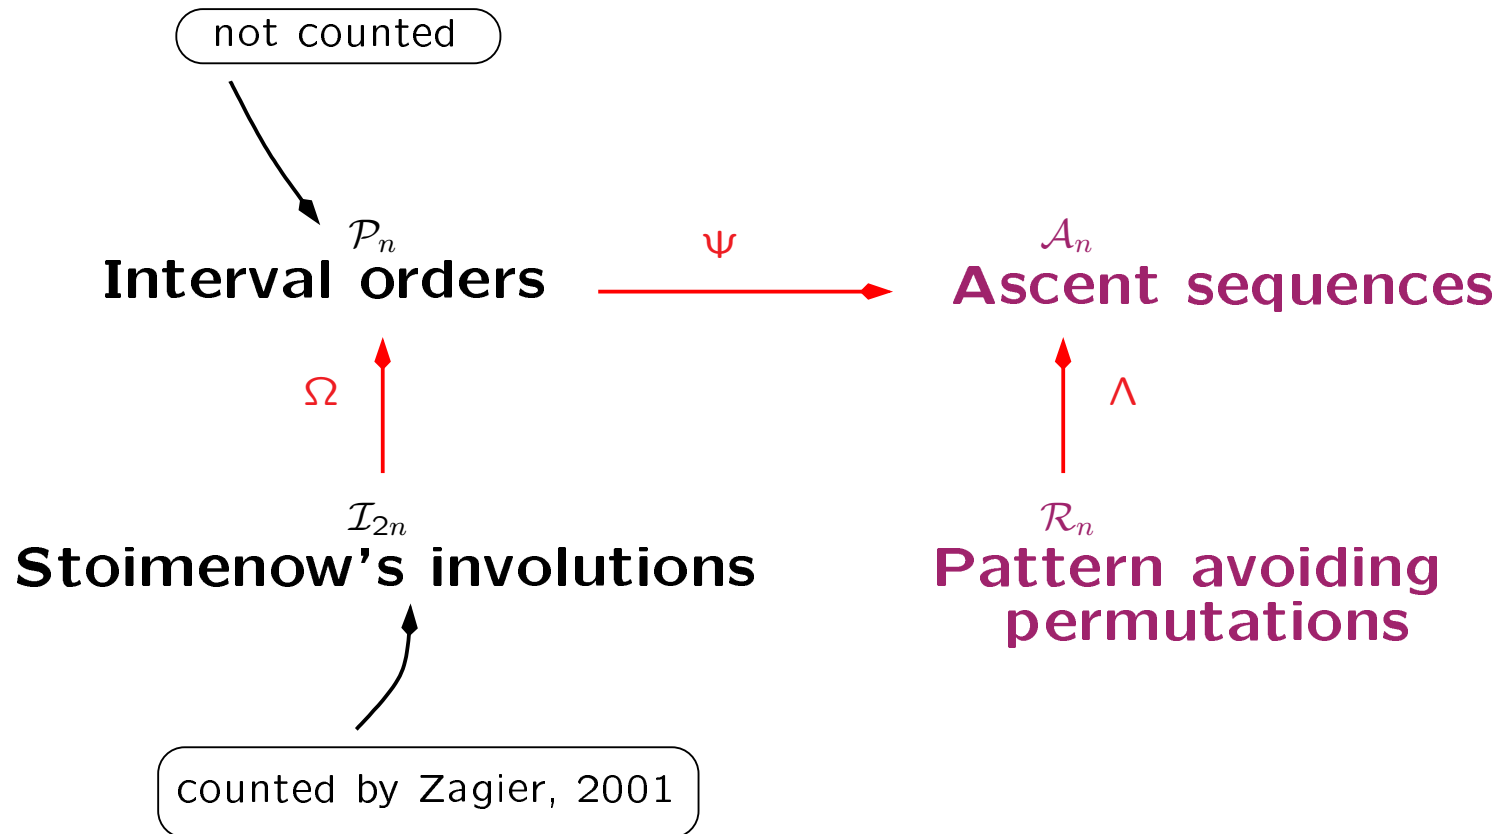 not counted
𝒫ₙ
Interval orders
Ψ
𝒜ₙ
Ascent sequences
Ω
Λ
ℐ₂ₙ
Stoimenow's involutions
ℛₙ
Pattern avoiding
permutations
counted by Zagier, 2001